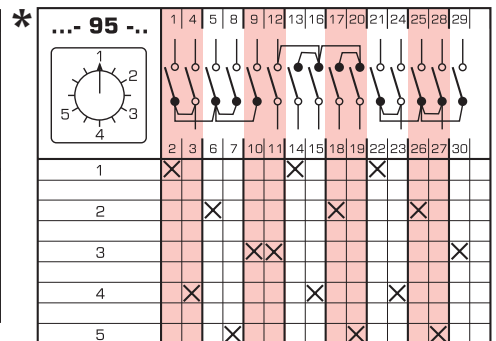 * ...- 95 -..
1 4 5 8 9 12 13 16 17 20 21 24 25 28 29
1
2
3
4
5
2 3 6 7 10 11 14 15 18 19 22 23 26 27 30
1 X X X
2 X X X
3 X X X
4 X X X
5 X X X